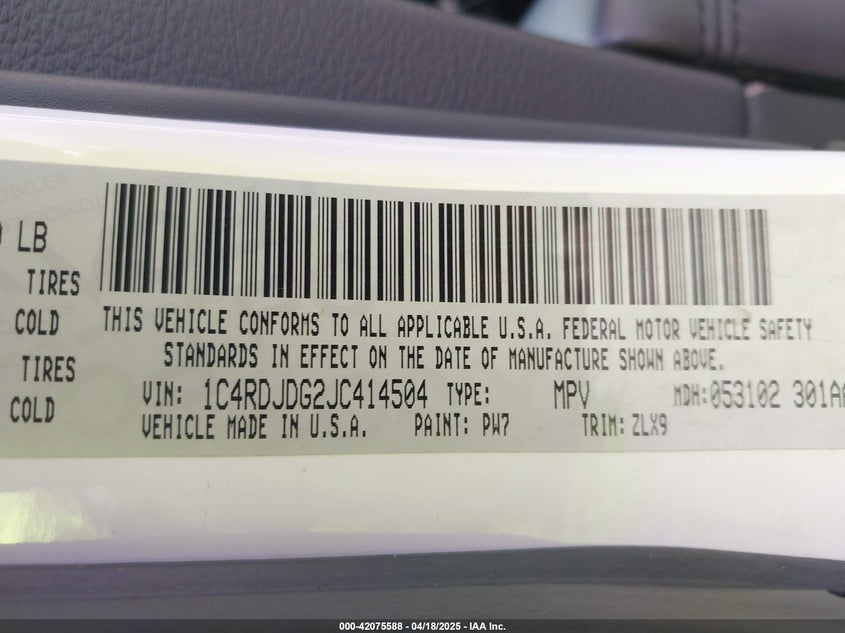 LB
TIRES
COLD
TIRES
COLD
THIS VEHICLE CONFORMS TO ALL APPLICABLE U.S.A. FEDERAL MOTOR VEHICLE SAFETY
STANDARDS IN EFFECT ON THE DATE OF MANUFACTURE SHOWN ABOVE.
VIN: 1C4RDJDG2JC414504 TYPE: MPV MDH:053102 301AA
VEHICLE MADE IN U.S.A. PAINT: PW7 TRIM: ZLX9
000-42075588 - 04/18/2025 - IAA Inc.